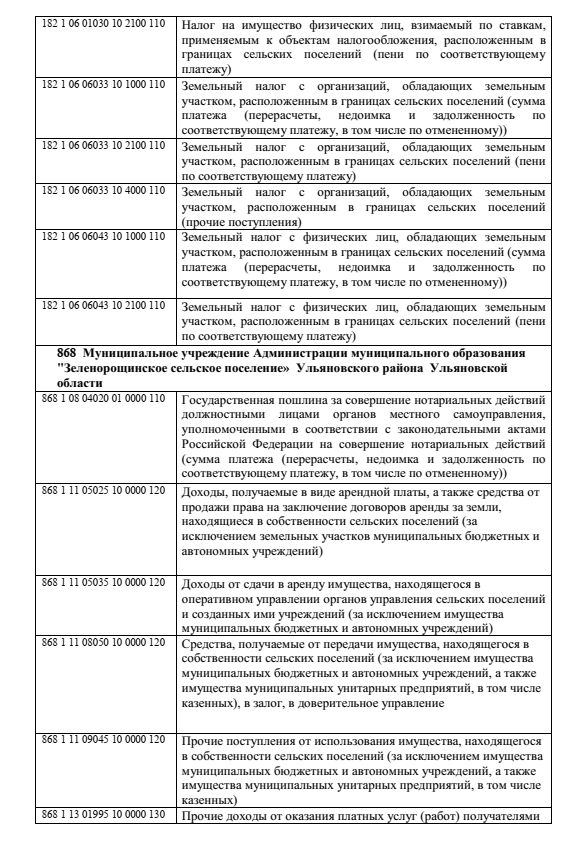 182 1 06 01030 10 2100 110 Налог на имущество физических лиц, взимаемый по ставкам,
применяемым к объектам налогообложения, расположенным в
границах сельских поселений (пени по соответствующему
платежу)
182 1 06 06033 10 1000 110 Земельный налог с организаций, обладающих земельным
участком, расположенным в границах сельских поселений (сумма
платежа (перерасчеты, недоимка и задолженность по
соответствующему платежу, в том числе по отмененному))
182 1 06 06033 10 2100 110 Земельный налог с организаций, обладающих земельным
участком, расположенным в границах сельских поселений (пени
по соответствующему платежу)
182 1 06 06033 10 4000 110 Земельный налог с организаций, обладающих земельным
участком, расположенным в границах сельских поселений
(прочие поступления)
182 1 06 06043 10 1000 110 Земельный налог с физических лиц, обладающих земельным
участком, расположенным в границах сельских поселений (сумма
платежа (перерасчеты, недоимка и задолженность по
соответствующему платежу, в том числе по отмененному))
182 1 06 06043 10 2100 110 Земельный налог с физических лиц, обладающих земельным
участком, расположенным в границах сельских поселений (пени
по соответствующему платежу)
868 Муниципальное учреждение Администрации муниципального образования
"Зеленорощинское сельское поселение» Ульяновского района Ульяновской
области
868 1 08 04020 01 0000 110 Государственная пошлина за совершение нотариальных действий
должностными лицами органов местного самоуправления,
уполномоченными в соответствии с законодательными актами
Российской Федерации на совершение нотариальных действий
(сумма платежа (перерасчеты, недоимка и задолженность по
соответствующему платежу, в том числе по отмененному))
868 1 11 05025 10 0000 120 Доходы, получаемые в виде арендной платы, а также средства от
продажи права на заключение договоров аренды за земли,
находящиеся в собственности сельских поселений (за
исключением земельных участков муниципальных бюджетных и
автономных учреждений)
868 1 11 05035 10 0000 120 Доходы от сдачи в аренду имущества, находящегося в
оперативном управлении органов управления сельских поселений
и созданных ими учреждений (за исключением имущества
муниципальных бюджетных и автономных учреждений)
868 1 11 08050 10 0000 120 Средства, получаемые от передачи имущества, находящегося в
собственности сельских поселений (за исключением имущества
муниципальных бюджетных и автономных учреждений, а также
имущества муниципальных унитарных предприятий, в том числе
казенных), в залог, в доверительное управление
868 1 11 09045 10 0000 120 Прочие поступления от использования имущества, находящегося
в собственности сельских поселений (за исключением имущества
муниципальных бюджетных и автономных учреждений, а также
имущества муниципальных унитарных предприятий, в том числе
казенных)
868 1 13 01995 10 0000 130 Прочие доходы от оказания платных услуг (работ) получателями